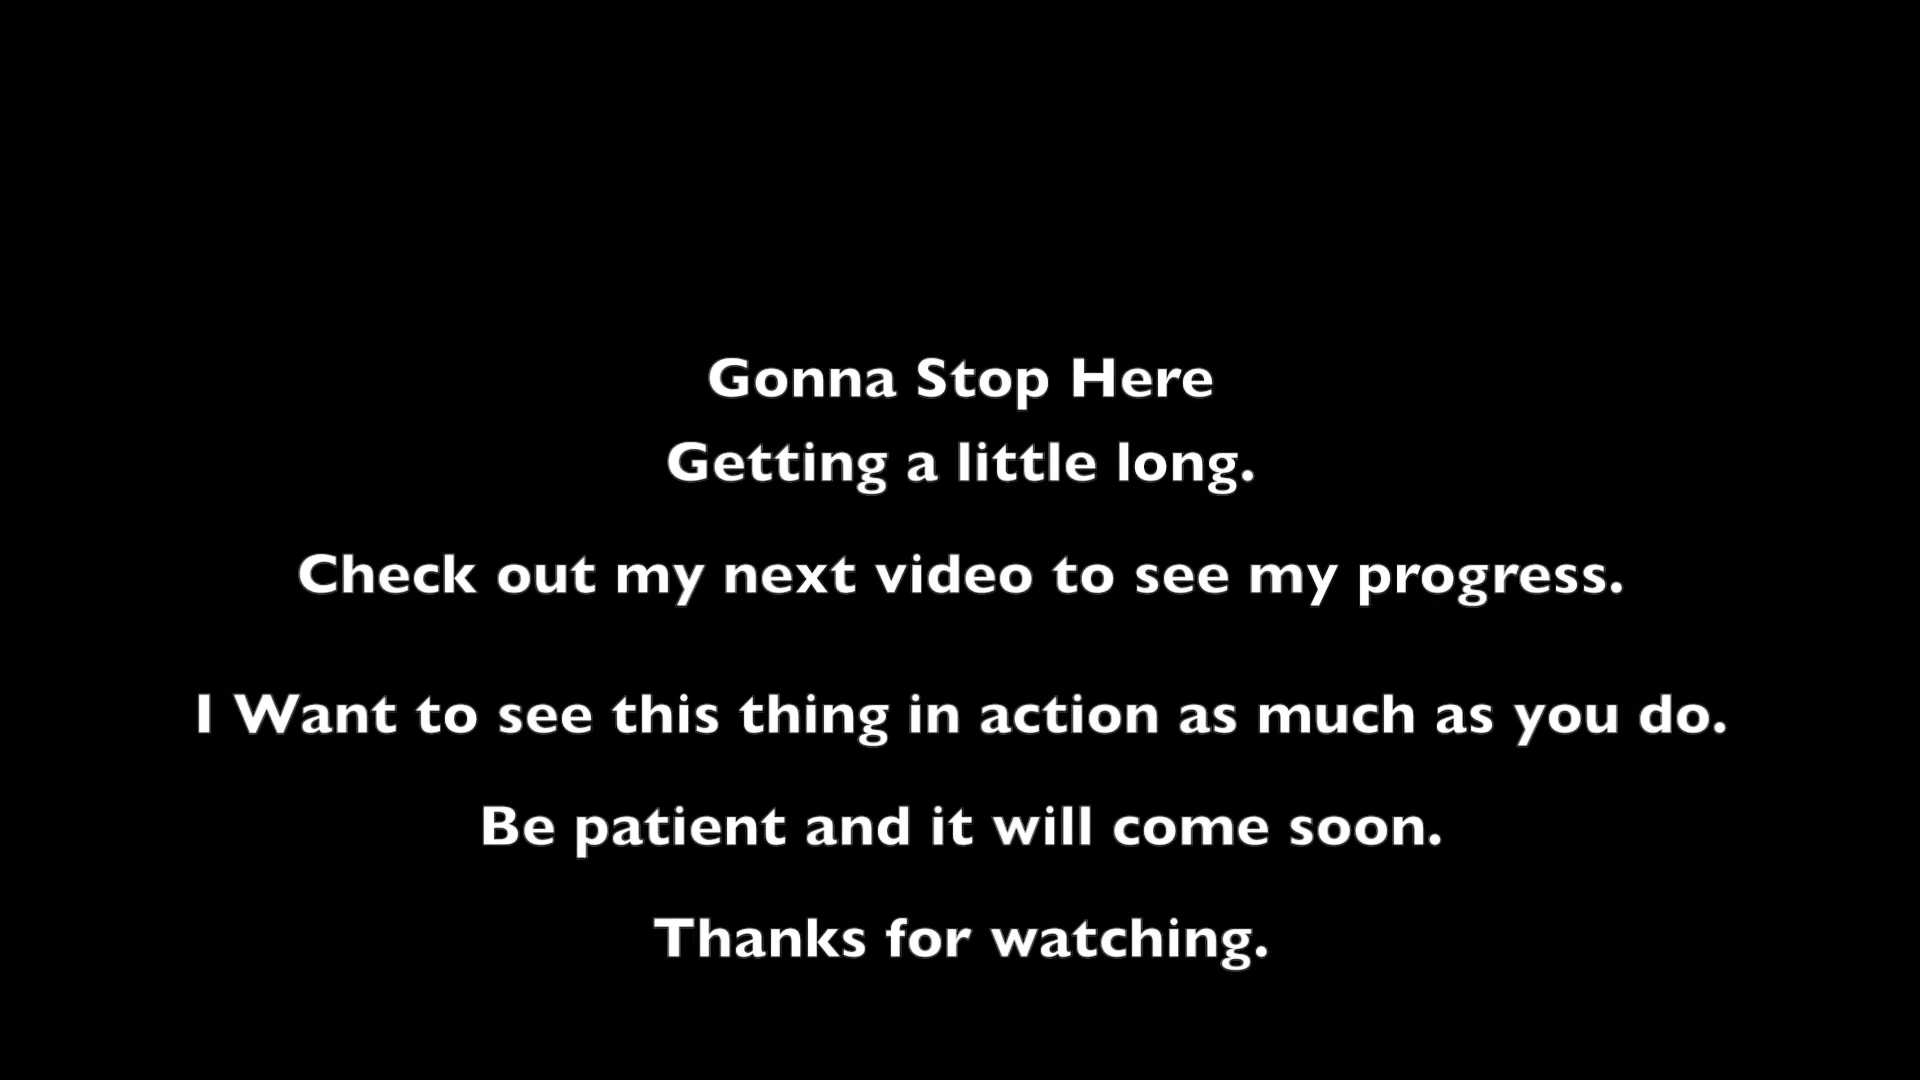 Gonna Stop Here
Getting a little long.
Check out my next video to see my progress.
I Want to see this thing in action as much as you do.
Be patient and it will come soon.
Thanks for watching.